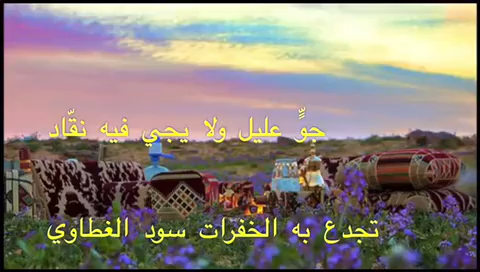 جوٍّ عليل ولا يجي فيه نقّاد
تجدع به الخفرات سود الغطاوي